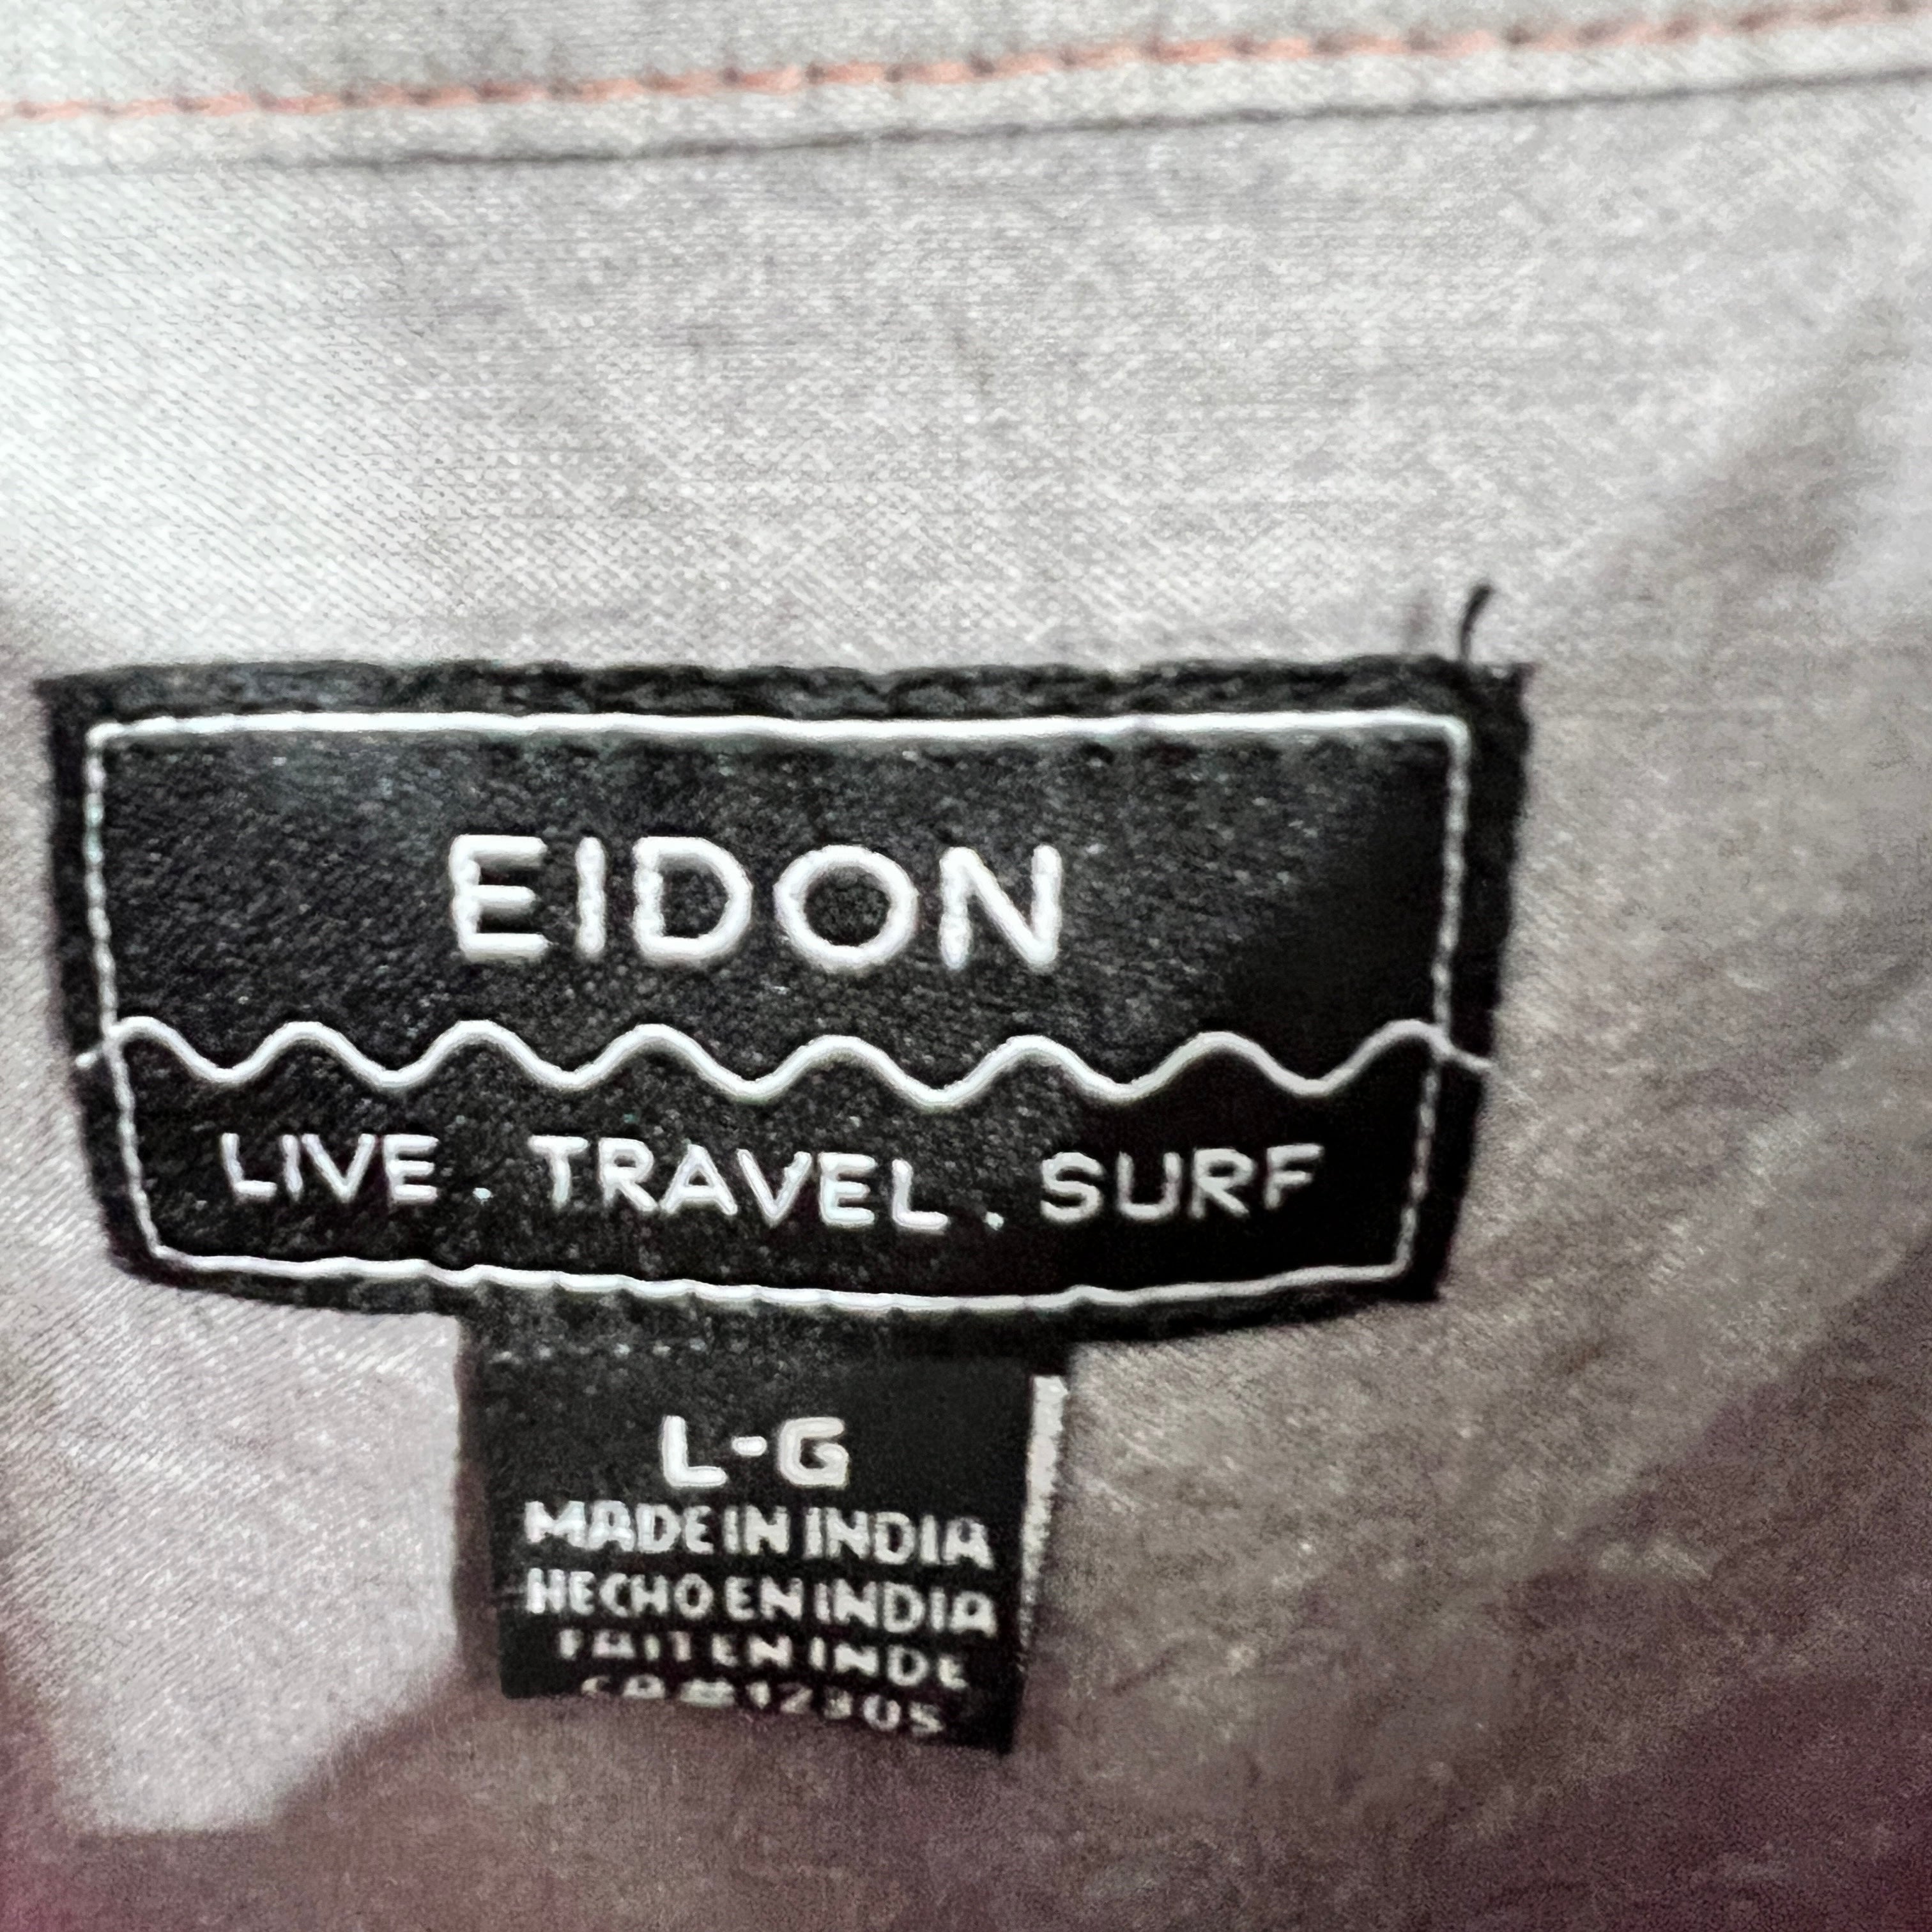 EIDON
LIVE . TRAVEL . SURF
L-G
MADE IN INDIA
HECHO EN INDIA
FAIT EN INDE